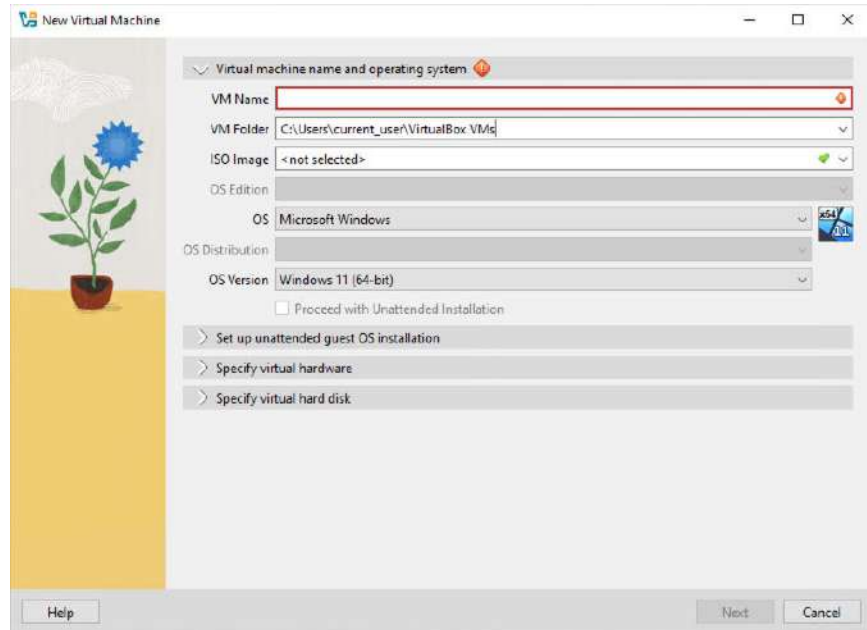 New Virtual Machine
Virtual machine name and operating system
VM Name
VM Folder C:\Users\current_user\VirtualBox VMs
ISO Image <not selected>
OS Edition
OS Microsoft Windows
x64
11
OS Distribution
OS Version Windows 11 (64-bit)
Proceed with Unattended Installation
Set up unattended guest OS installation
Specify virtual hardware
Specify virtual hard disk
Help Next Cancel